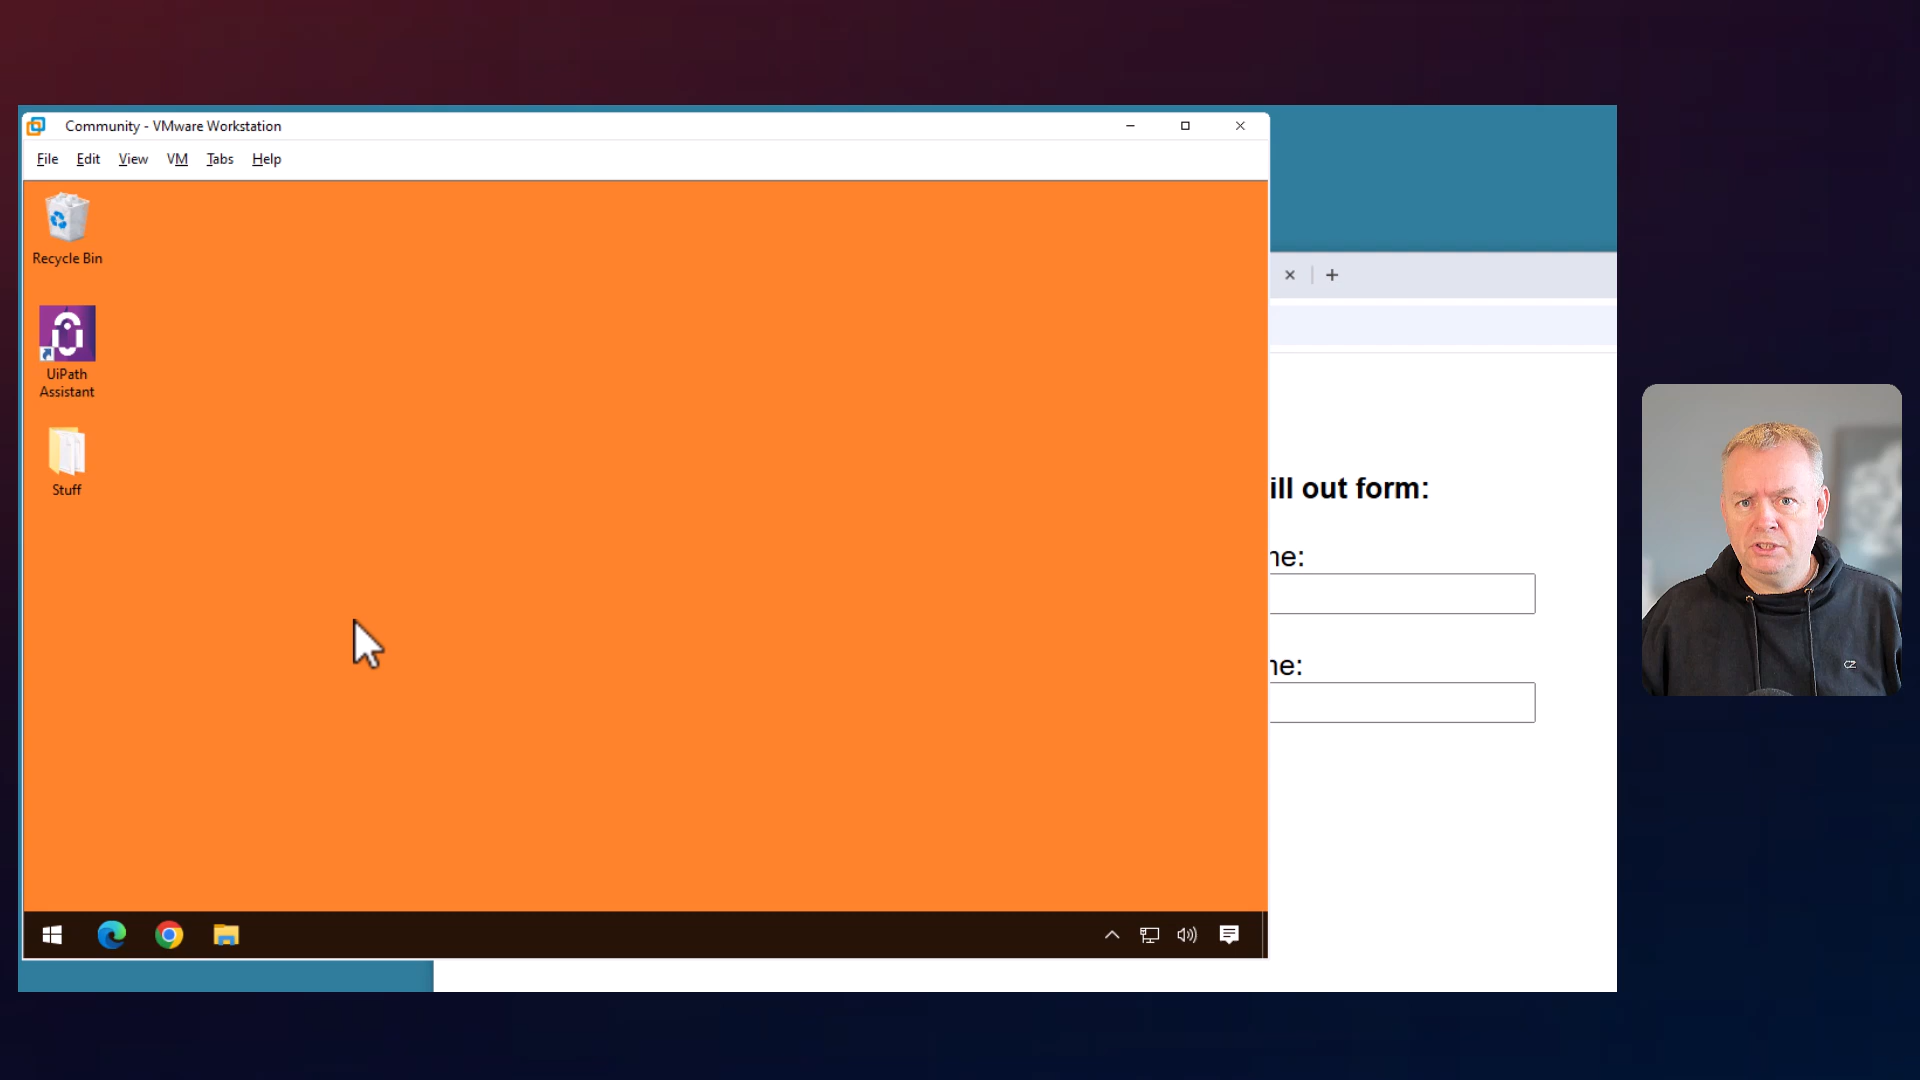 Community - VMware Workstation
File Edit View VM Tabs Help
Recycle Bin
UiPath
Assistant
Stuff
ill out form:
ne:
ne:
CZ